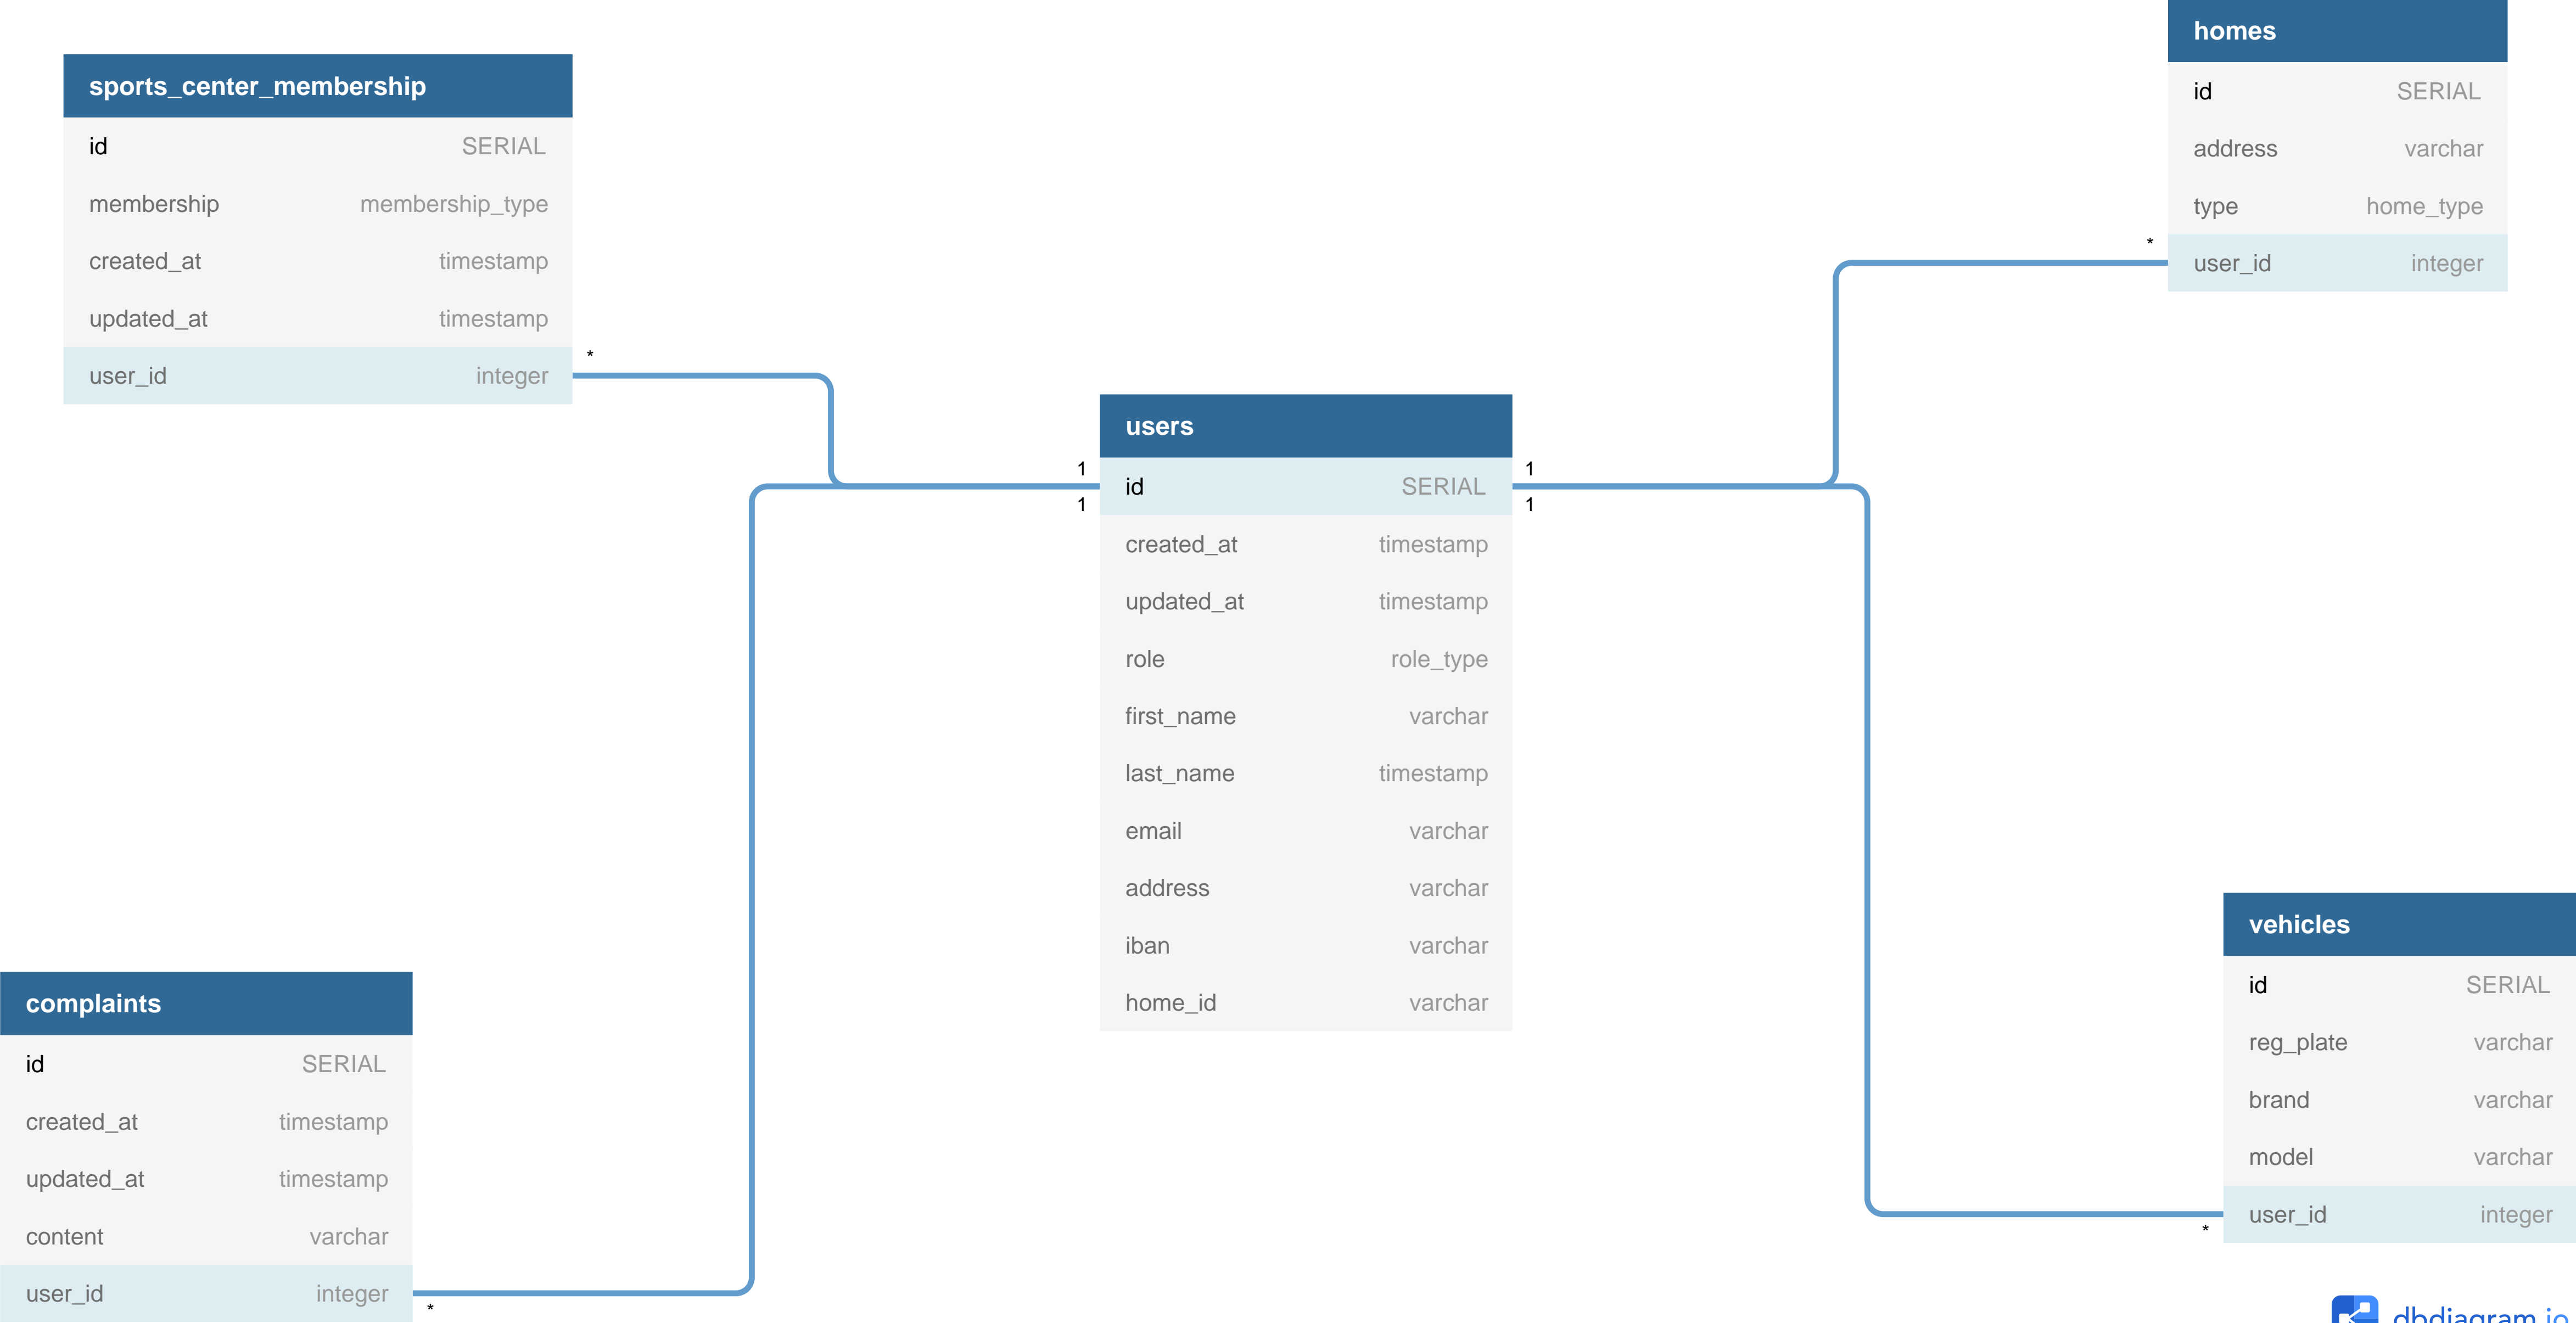 sports_center_membership
id SERIAL
membership membership_type
created_at timestamp
updated_at timestamp
user_id integer
*
homes
id SERIAL
address varchar
type home_type
user_id integer
*
users
id SERIAL
created_at timestamp
updated_at timestamp
role role_type
first_name varchar
last_name timestamp
email varchar
address varchar
iban varchar
home_id varchar
1
1
1
1
complaints
id SERIAL
created_at timestamp
updated_at timestamp
content varchar
user_id integer
*
vehicles
id SERIAL
reg_plate varchar
brand varchar
model varchar
user_id integer
*
dbdiagram.io